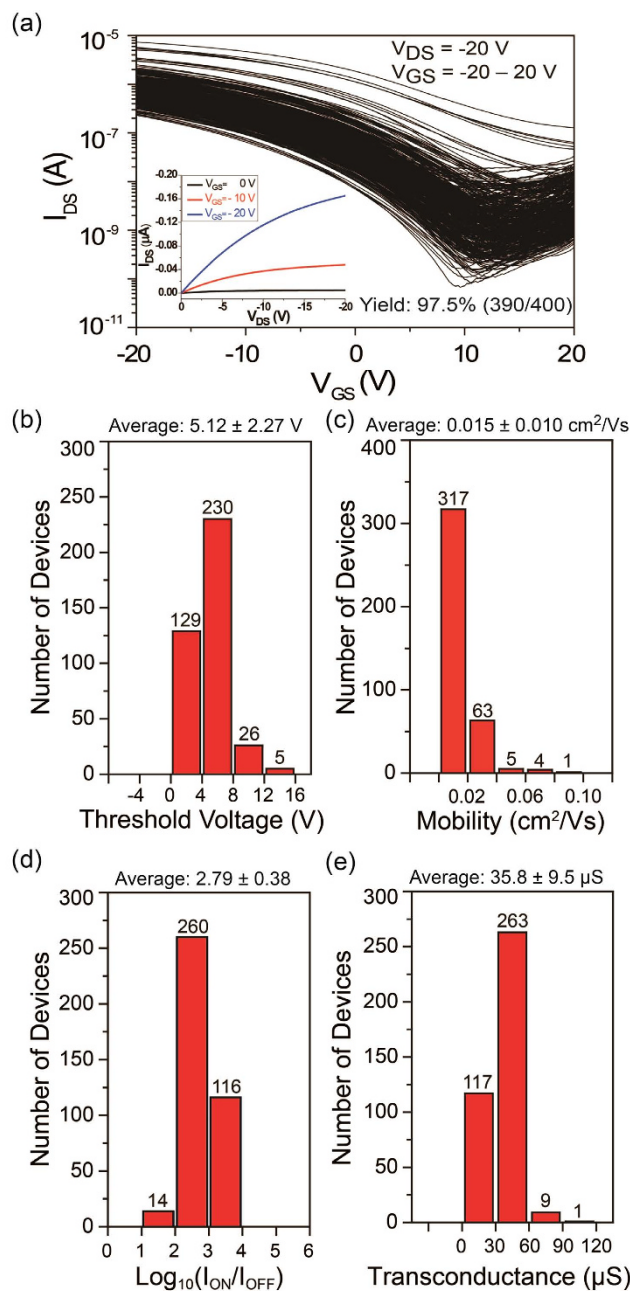 (a)
V_DS = -20 V
V_GS = -20 – 20 V
10^-5
10^-7
10^-9
10^-11
I_DS (A)
-20
-10
0
10
20
V_GS (V)
Yield: 97.5% (390/400)
V_GS= 0 V
V_GS=- 10 V
V_GS=- 20 V
-0.20
-0.16
-0.12
-0.08
-0.04
0.00
I_DS (µA)
0
-5
-10
-15
-20
V_DS (V)
(b)
Average: 5.12 ± 2.27 V
300
250
200
150
100
50
0
Number of Devices
129
230
26
5
-4 0 4 8 12 16
Threshold Voltage (V)
(c)
Average: 0.015 ± 0.010 cm²/Vs
400
300
200
100
0
Number of Devices
317
63
5
4
1
0.02 0.06 0.10
Mobility (cm²/Vs)
(d)
Average: 2.79 ± 0.38
300
250
200
150
100
50
0
Number of Devices
14
260
116
0 1 2 3 4 5 6
Log₁₀(I_ON/I_OFF)
(e)
Average: 35.8 ± 9.5 µS
300
250
200
150
100
50
0
Number of Devices
117
263
9
1
0 30 60 90 120
Transconductance (µS)